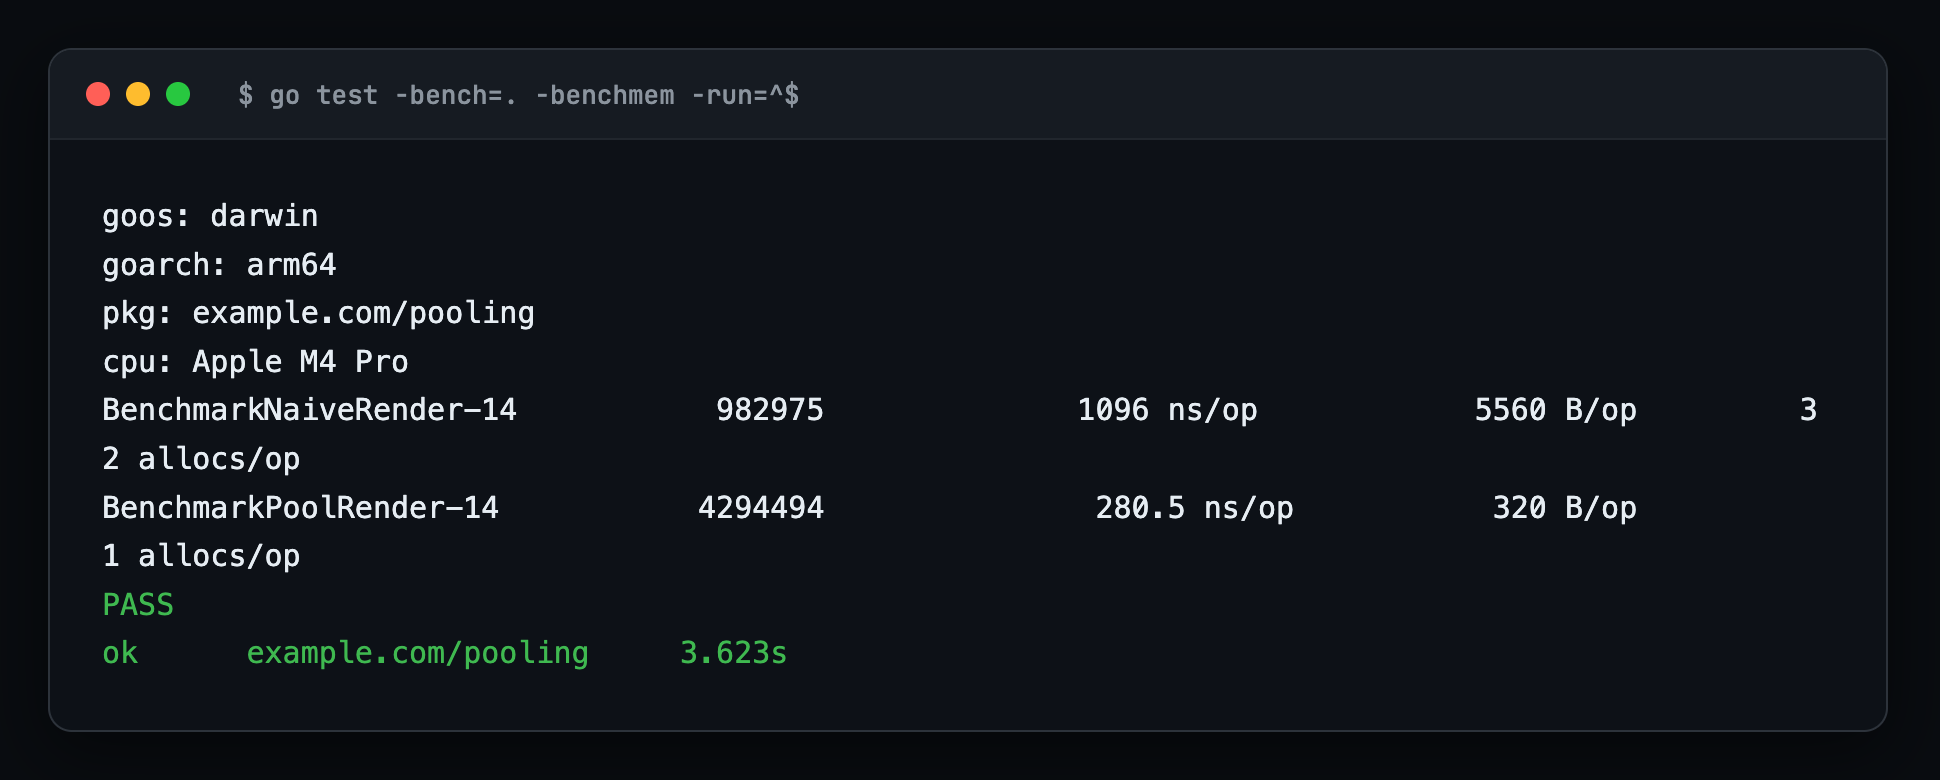 $ go test -bench=. -benchmem -run=^$
goos: darwin
goarch: arm64
pkg: example.com/pooling
cpu: Apple M4 Pro
BenchmarkNaiveRender-14           982975              1096 ns/op            5560 B/op         3
2 allocs/op
BenchmarkPoolRender-14           4294494               280.5 ns/op           320 B/op
1 allocs/op
PASS
ok      example.com/pooling     3.623s